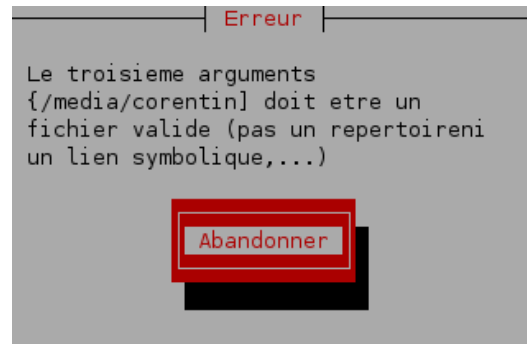 Erreur
Le troisieme arguments
{/media/corentin] doit etre un
fichier valide (pas un repertoireni
un lien symbolique,...)
Abandonner